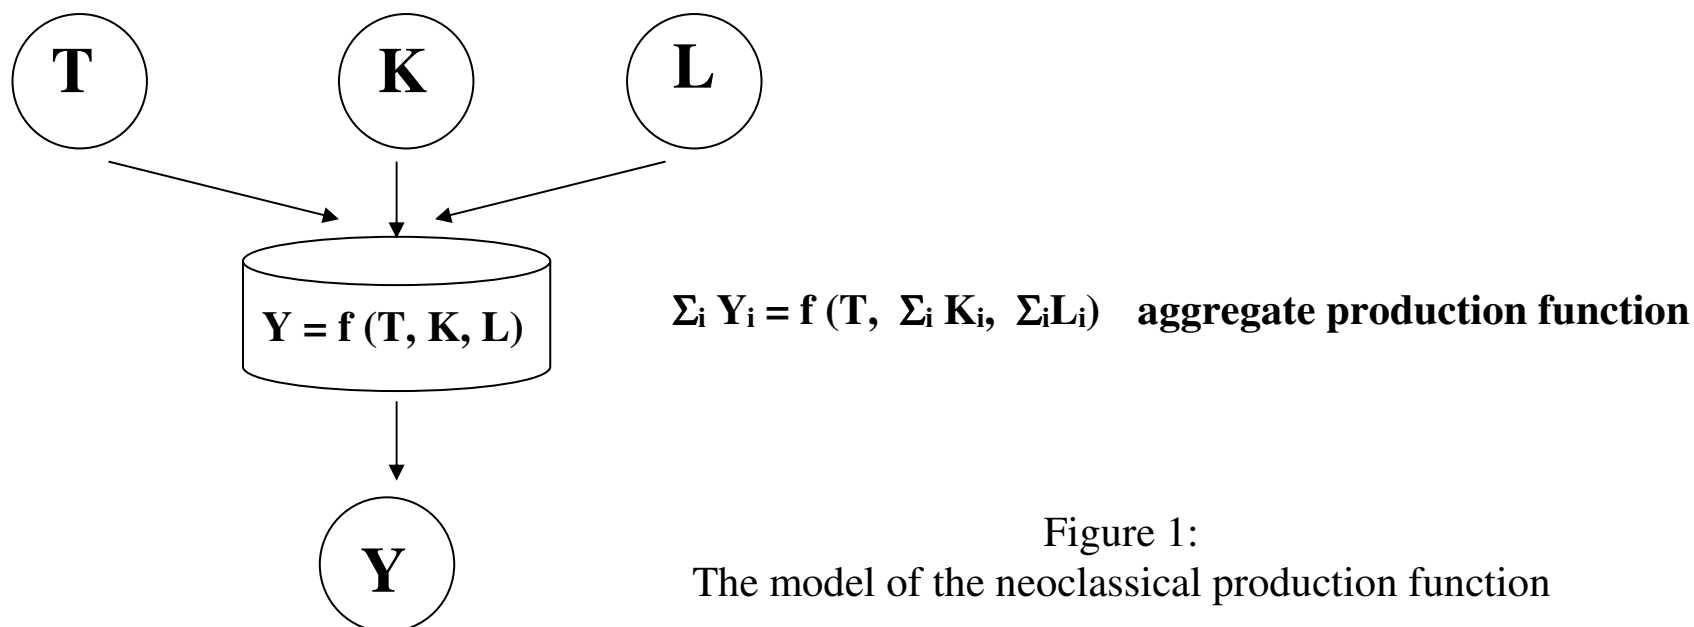 T
K
L
Y = f (T, K, L)
Σᵢ Yᵢ = f (T, Σᵢ Kᵢ, ΣᵢLᵢ) aggregate production function
Y
Figure 1:
The model of the neoclassical production function